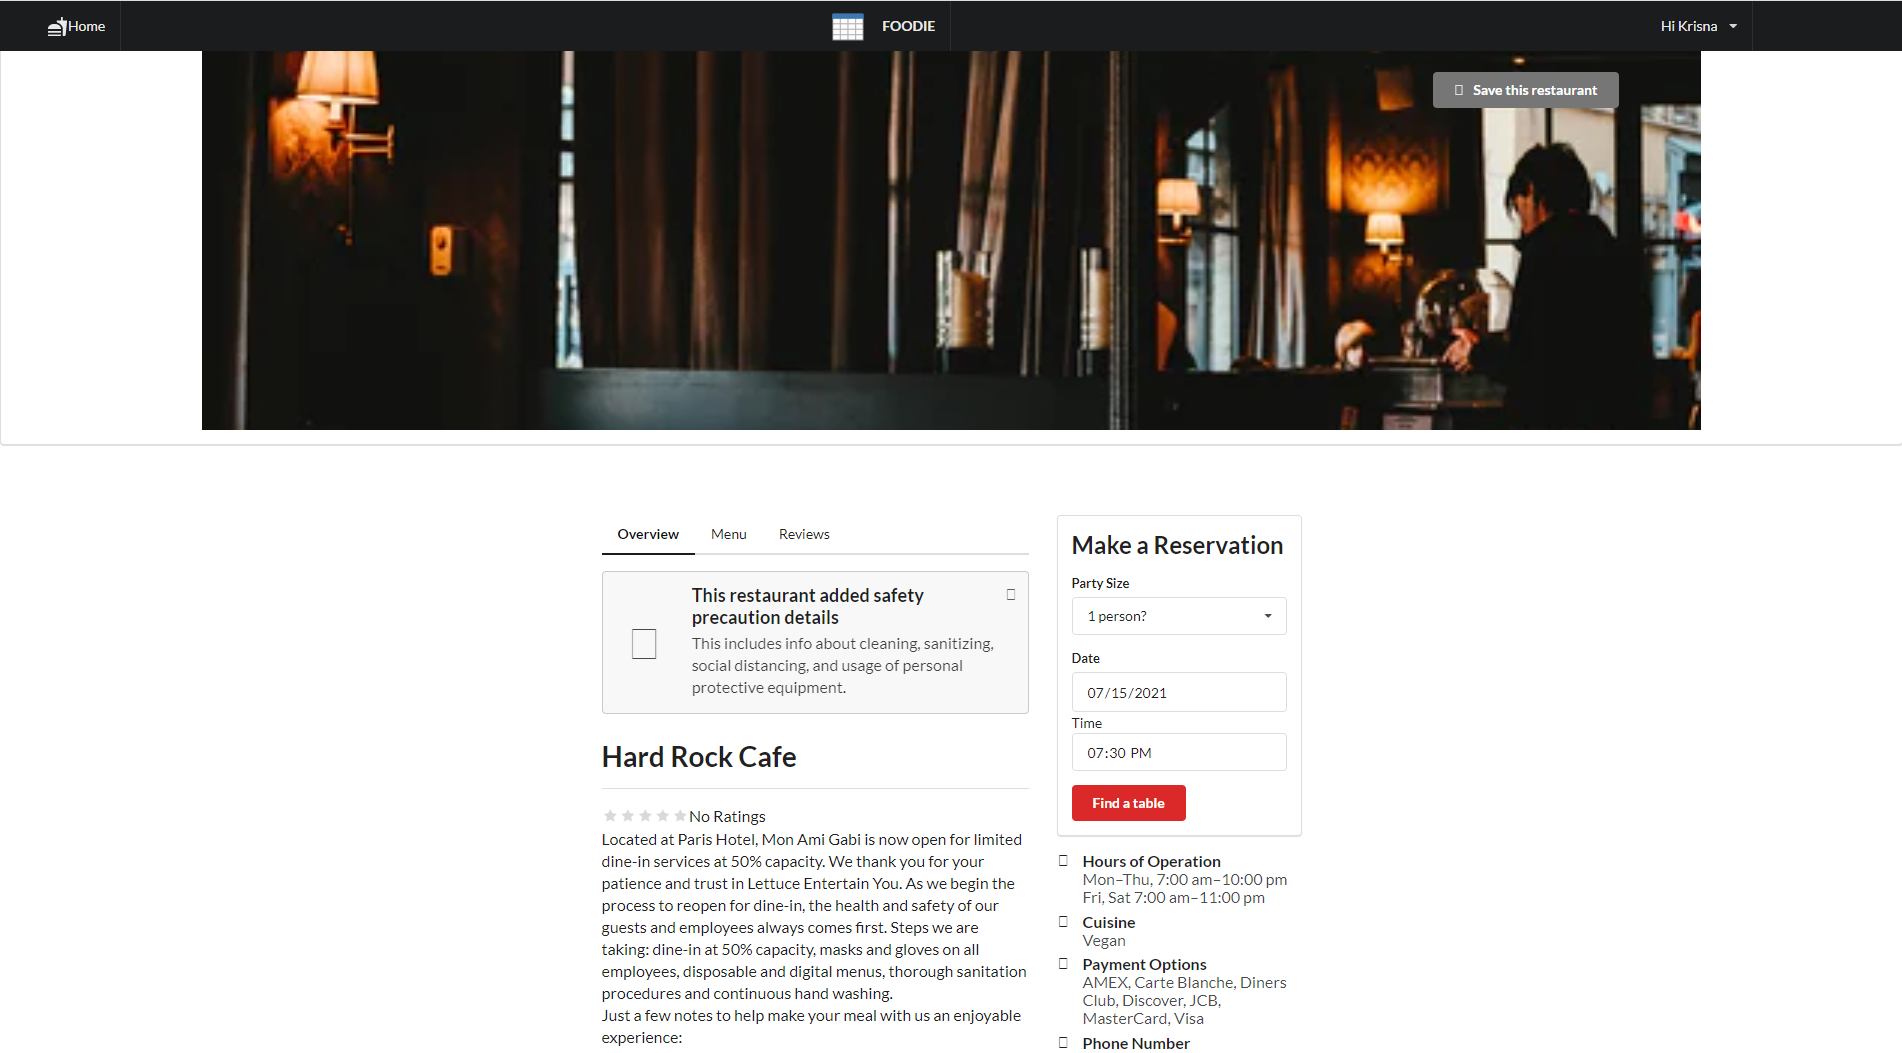 Home
FOODIE
Hi Krisna
Save this restaurant
Overview
Menu
Reviews
This restaurant added safety
precaution details
This includes info about cleaning, sanitizing,
social distancing, and usage of personal
protective equipment.
Hard Rock Cafe
No Ratings
Located at Paris Hotel, Mon Ami Gabi is now open for limited
dine-in services at 50% capacity. We thank you for your
patience and trust in Lettuce Entertain You. As we begin the
process to reopen for dine-in, the health and safety of our
guests and employees always comes first. Steps we are
taking: dine-in at 50% capacity, masks and gloves on all
employees, disposable and digital menus, thorough sanitation
procedures and continuous hand washing.
Just a few notes to help make your meal with us an enjoyable
experience:
Make a Reservation
Party Size
1 person?
Date
07/15/2021
Time
07:30 PM
Find a table
Hours of Operation
Mon–Thu, 7:00 am–10:00 pm
Fri, Sat 7:00 am–11:00 pm
Cuisine
Vegan
Payment Options
AMEX, Carte Blanche, Diners
Club, Discover, JCB,
MasterCard, Visa
Phone Number